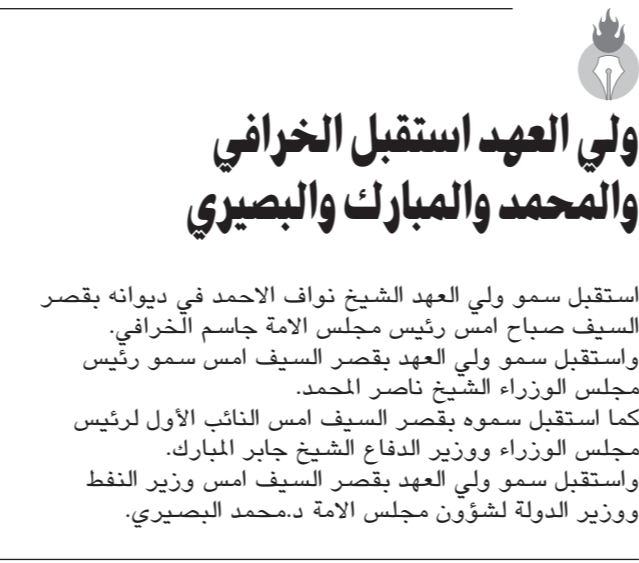 ولي العهد استقبل الخرافي
والمحمد والمبارك والبصيري
استقبل سمو ولي العهد الشيخ نواف الاحمد في ديوانه بقصر
السيف صباح امس رئيس مجلس الامة جاسم الخرافي.
واستقبل سمو ولي العهد بقصر السيف امس سمو رئيس
مجلس الوزراء الشيخ ناصر المحمد.
كما استقبل سموه بقصر السيف امس النائب الأول لرئيس
مجلس الوزراء ووزير الدفاع الشيخ جابر المبارك.
واستقبل سمو ولي العهد بقصر السيف امس وزير النفط
ووزير الدولة لشؤون مجلس الامة د.محمد البصيري.